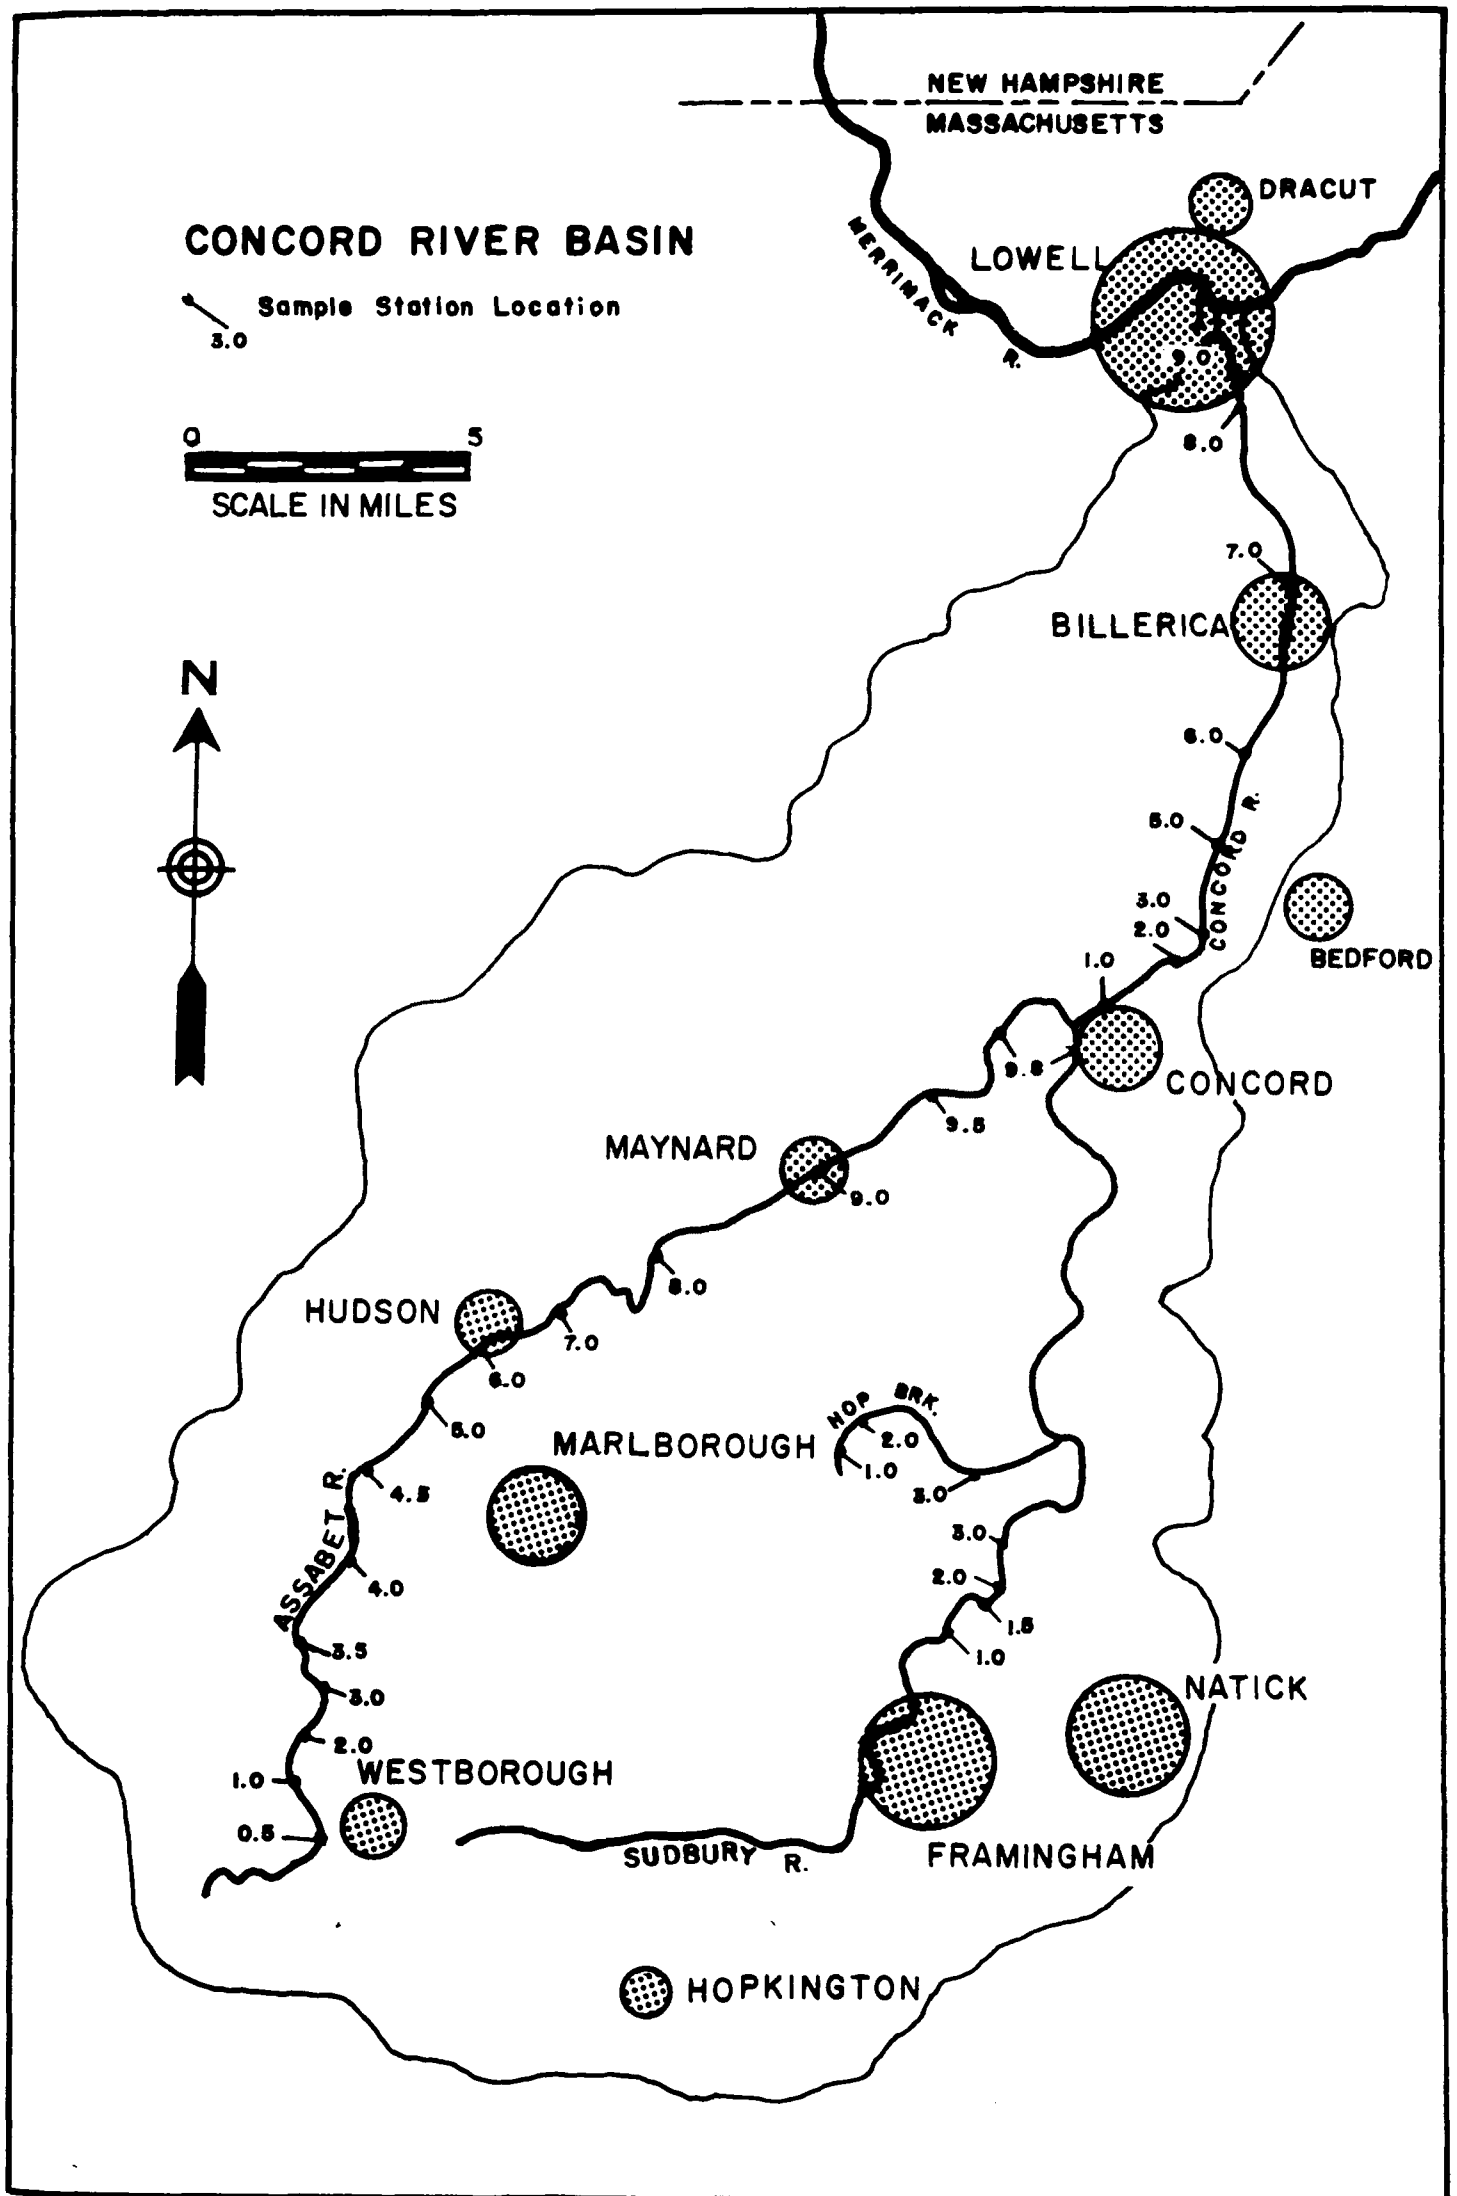 NEW HAMPSHIRE
MASSACHUSETTS
DRACUT
CONCORD RIVER BASIN
LOWELL
MERRIMACK R.
Sample Station Location
3.0
9.0
0 5
8.0
SCALE IN MILES
7.0
BILLERICA
N
6.0
5.0
CONCORD R.
3.0
2.0
BEDFORD
1.0
9.8
CONCORD
9.5
MAYNARD
9.0
8.0
HUDSON
7.0
6.0
HOP BRK.
5.0
2.0
MARLBOROUGH
1.0
4.5
3.0
ASSABET R.
3.0
4.0
2.0
1.5
3.5
1.0
3.0
NATICK
2.0
WESTBOROUGH
1.0
0.5
SUDBURY R.
FRAMINGHAM
HOPKINGTON